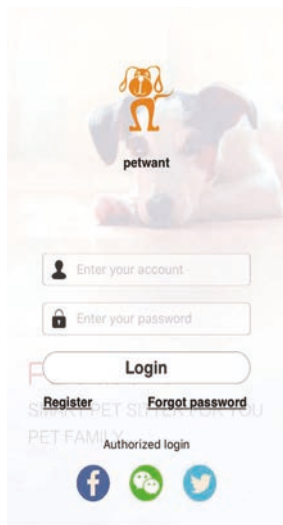 petwant
Enter your account
Enter your password
Login
Register Forgot password
SMART PET SITTER FOR YOU
PET FAMILY
Authorized login